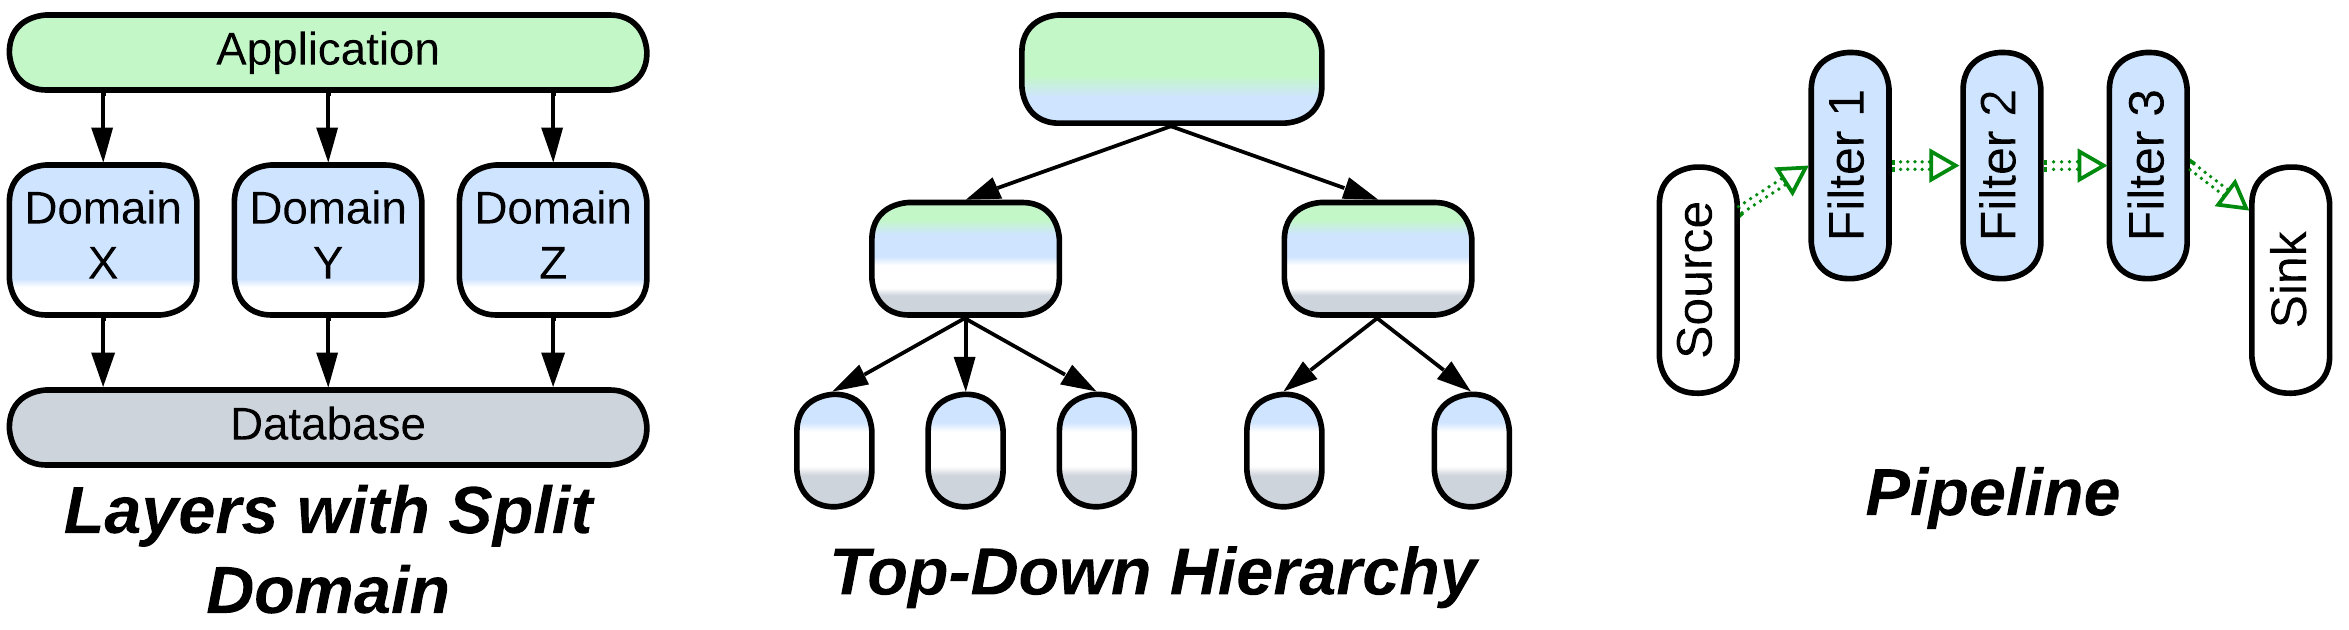 Application
Domain
X
Domain
Y
Domain
Z
Database
Layers with Split
Domain
Top-Down Hierarchy
Source
Filter 1
Filter 2
Filter 3
Sink
Pipeline